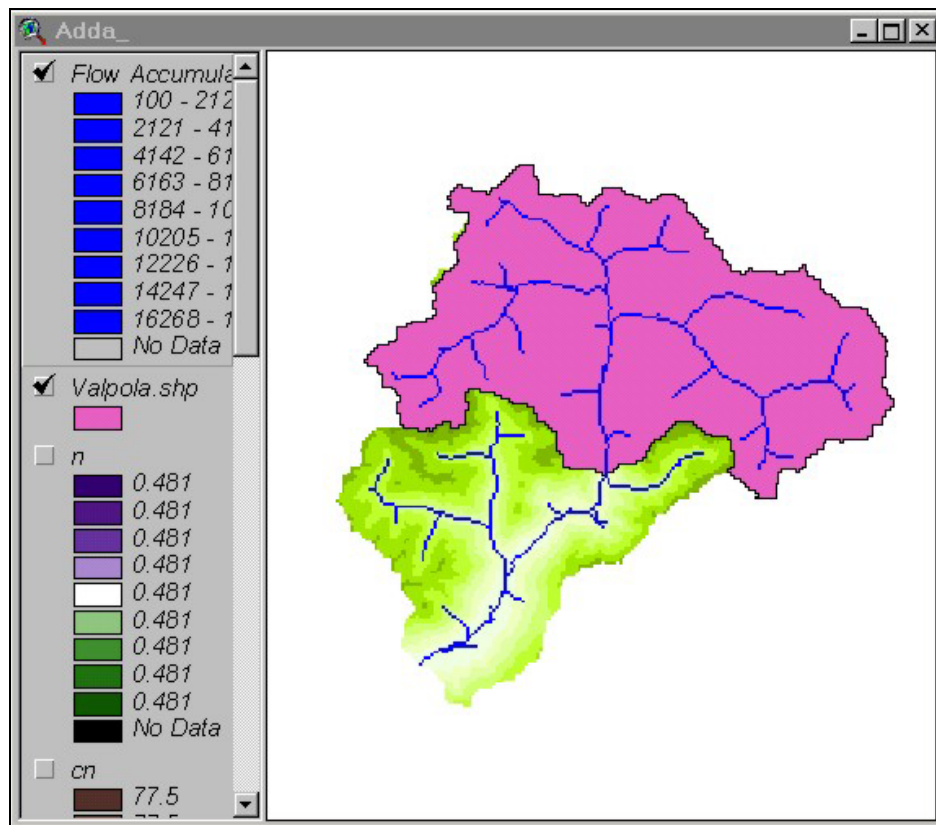 Adda_
Flow Accumula
100 - 212
2121 - 41
4142 - 61
6163 - 81
8184 - 10
10205 - 1
12226 - 1
14247 - 1
16268 - 1
No Data
Valpola.shp
n
0.481
0.481
0.481
0.481
0.481
0.481
0.481
0.481
0.481
No Data
cn
77.5
77.5